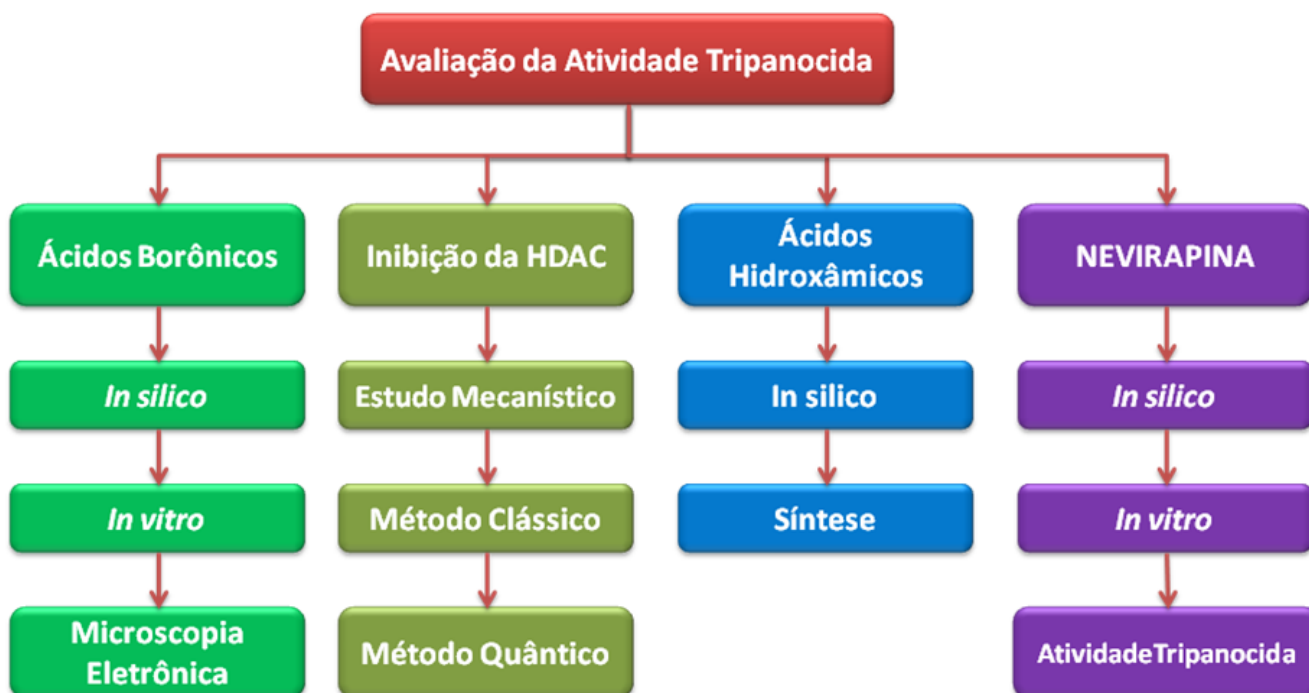 Avaliação da Atividade Tripanocida
Ácidos Borônicos
In silico
In vitro
Microscopia
Eletrônica
Inibição da HDAC
Estudo Mecanístico
Método Clássico
Método Quântico
Ácidos
Hidroxâmicos
In silico
Síntese
NEVIRAPINA
In silico
In vitro
AtividadeTripanocida